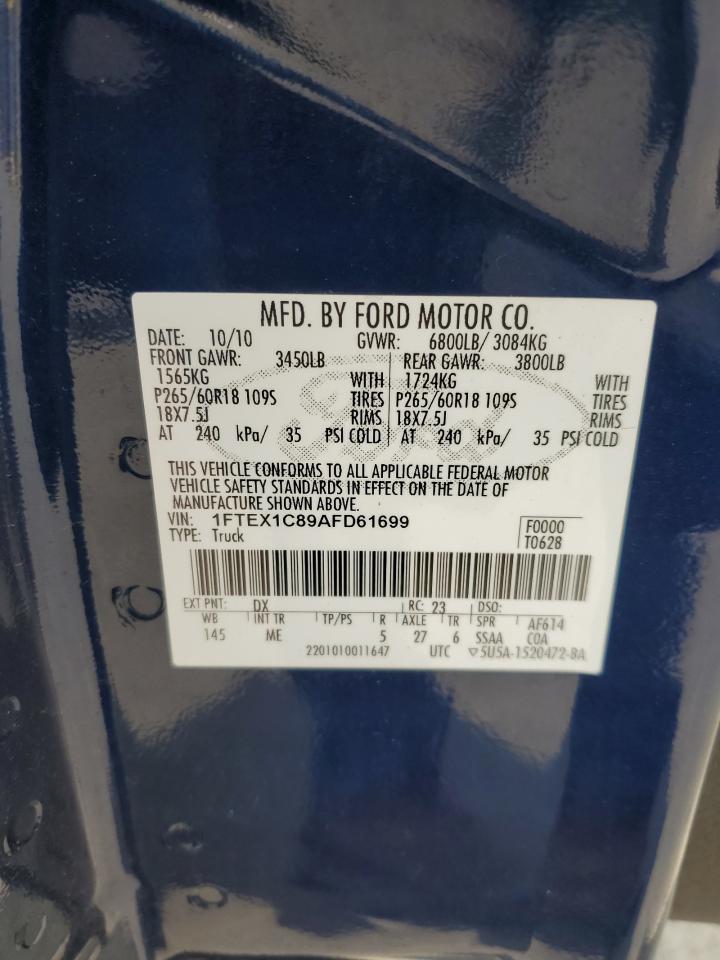 MFD. BY FORD MOTOR CO.
DATE: 10/10 GVWR: 6800LB/ 3084KG
FRONT GAWR: 3450LB REAR GAWR: 3800LB
1565KG WITH 1724KG WITH
P265/60R18 109S TIRES P265/60R18 109S TIRES
18X7.5J RIMS 18X7.5J RIMS
AT 240 kPa/ 35 PSI COLD AT 240 kPa/ 35 PSI COLD
THIS VEHICLE CONFORMS TO ALL APPLICABLE FEDERAL MOTOR
VEHICLE SAFETY STANDARDS IN EFFECT ON THE DATE OF
MANUFACTURE SHOWN ABOVE.
VIN: 1FTEX1C89AFD61699 F0000
TYPE: Truck T0628
EXT PNT: DX RC: 23 DSO:
WB INT TR TP/PS R AXLE TR SPR AF614
145 ME 5 27 6 SSAA C0A
2201010011647 UTC ▽5U5A-1520472-BA
Ford